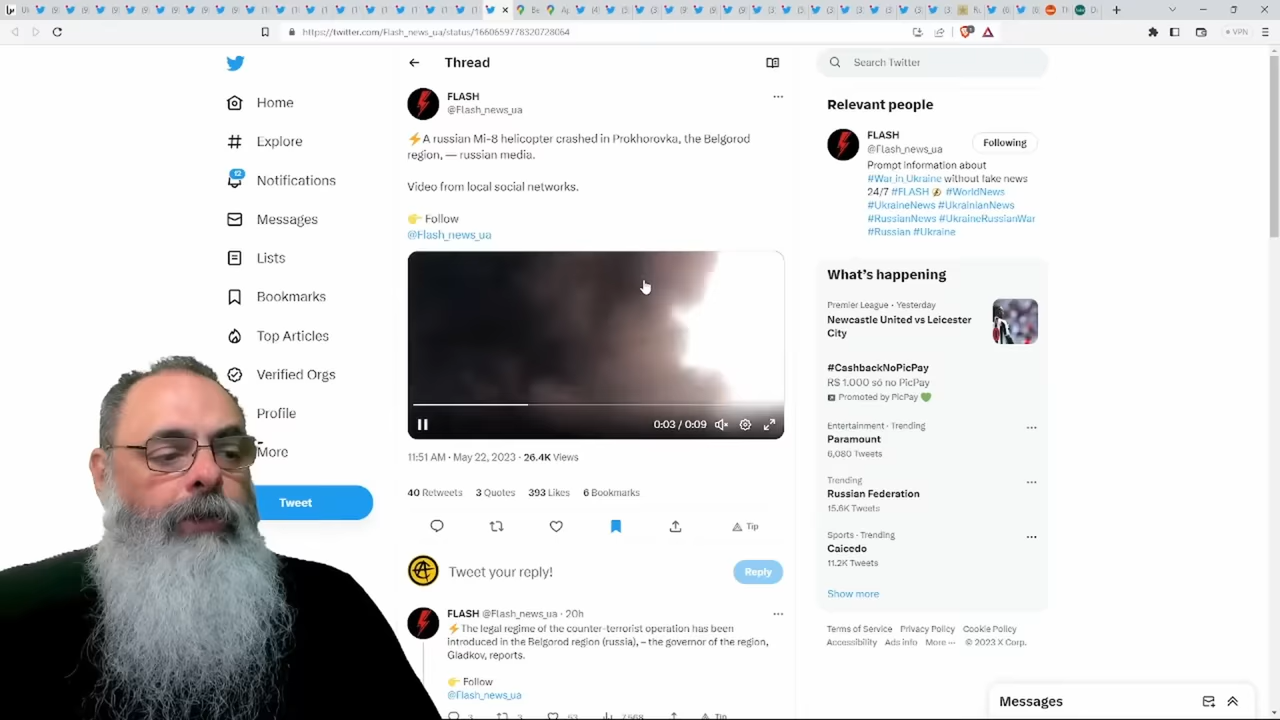 https://twitter.com/Flash_news_ua/status/1660659778320728064
VPN
Home
Explore
12
Notifications
Messages
Lists
Bookmarks
Top Articles
Verified Orgs
Profile
More
Tweet
Thread
FLASH
@Flash_news_ua
⚡A russian Mi-8 helicopter crashed in Prokhorovka, the Belgorod
region, — russian media.
Video from local social networks.
👉 Follow
@Flash_news_ua
0:03 / 0:09
11:51 AM · May 22, 2023 · 26.4K Views
40 Retweets 3 Quotes 393 Likes 6 Bookmarks
Tip
Tweet your reply!
Reply
FLASH @Flash_news_ua · 20h
⚡The legal regime of the counter-terrorist operation has been
introduced in the Belgorod region (russia), – the governor of the region,
Gladkov, reports.
👉 Follow
@Flash_news_ua
3
3
53
7,568
Tip
Search Twitter
Relevant people
FLASH
@Flash_news_ua
Following
Prompt information about
#War_in_Ukraine without fake news
24/7 #FLASH #WorldNews
#UkraineNews #UkrainianNews
#RussianNews #UkraineRussianWar
#Russian #Ukraine
What's happening
Premier League · Yesterday
Newcastle United vs Leicester
City
#CashbackNoPicPay
R$ 1.000 só no PicPay
Promoted by PicPay 💚
Entertainment · Trending
Paramount
6,080 Tweets
Trending
Russian Federation
15.6K Tweets
Sports · Trending
Caicedo
11.2K Tweets
Show more
Terms of Service Privacy Policy Cookie Policy
Accessibility Ads info More ··· © 2023 X Corp.
Messages